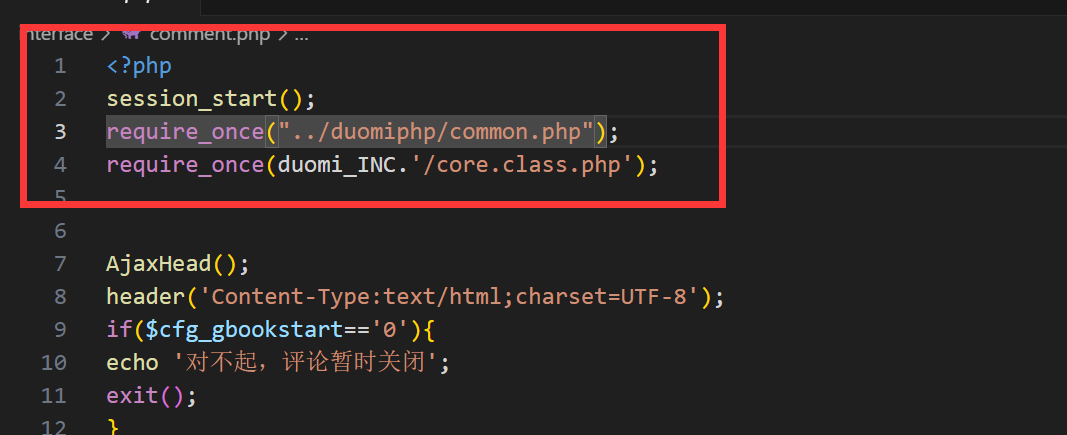 interface > comment.php > ...
1 <?php
2 session_start();
3 require_once("../duomiphp/common.php");
4 require_once(duomi_INC.'/core.class.php');
5
6
7 AjaxHead();
8 header('Content-Type:text/html;charset=UTF-8');
9 if($cfg_gbookstart=='0'){
10 echo '对不起，评论暂时关闭';
11 exit();
12 }